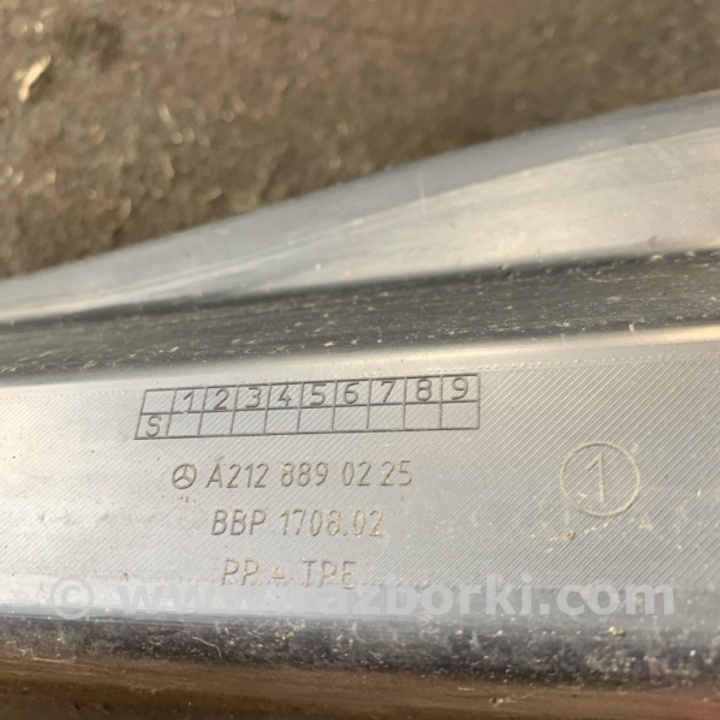 1 2 3 4 5 6 7 8 9
S
A212 889 02 25
1
BBP 1708.02
PP + TPE
© www.razborki.com